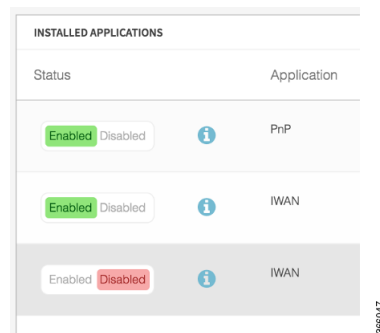 INSTALLED APPLICATIONS
Status Application
Enabled Disabled PnP
Enabled Disabled IWAN
Enabled Disabled IWAN